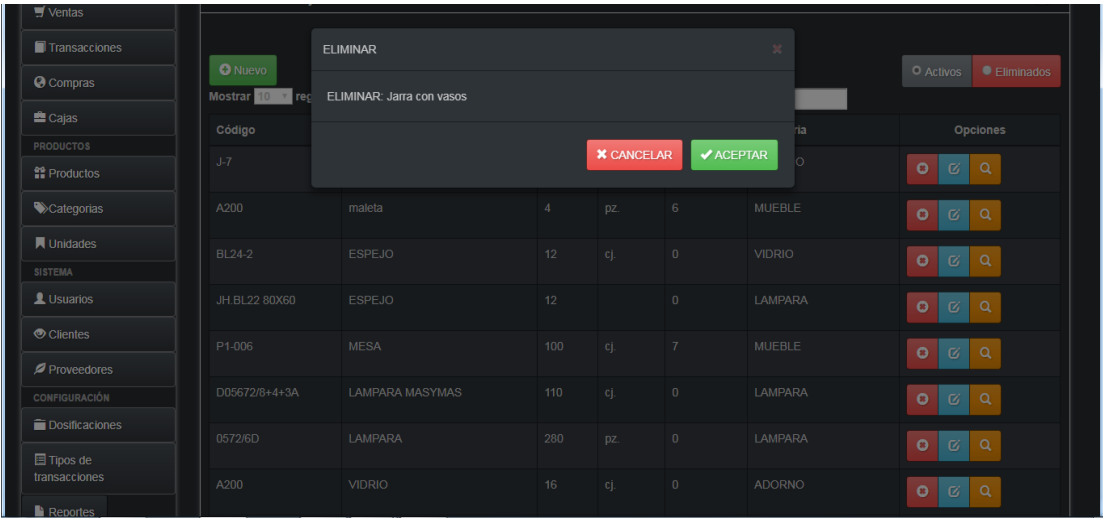 Ventas
Transacciones
Compras
Cajas
PRODUCTOS
Productos
Categorias
Unidades
SISTEMA
Usuarios
Clientes
Proveedores
CONFIGURACIÓN
Dosificaciones
Tipos de
transacciones
Reportes
ELIMINAR
ELIMINAR: Jarra con vasos
CANCELAR ACEPTAR
Nuevo
Activos Eliminados
Mostrar 10 reg
Código ria Opciones
J-7 O
A200 maleta 4 pz. 6 MUEBLE
BL24-2 ESPEJO 12 cj. 0 VIDRIO
JH.BL22 80X60 ESPEJO 12 0 LAMPARA
P1-006 MESA 100 cj. 7 MUEBLE
D05672/8+4+3A LAMPARA MASYMAS 110 cj. 0 LAMPARA
0572/6D LAMPARA 280 pz. 0 LAMPARA
A200 VIDRIO 16 cj. 0 ADORNO